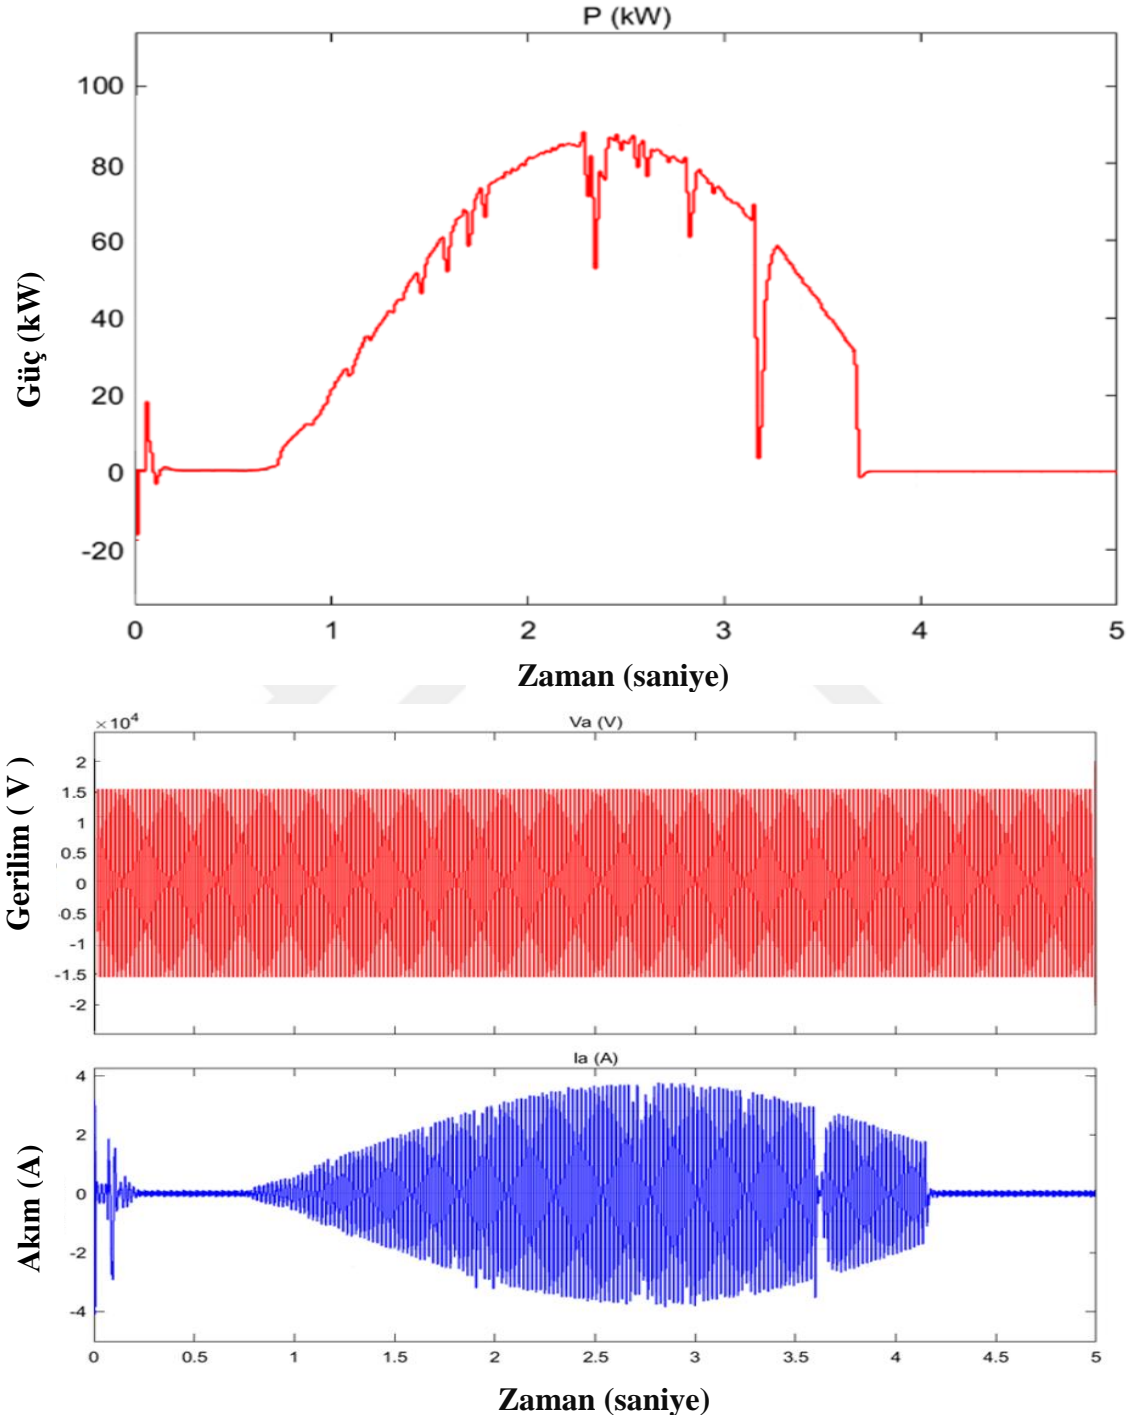 P (kW)
100
80
60
40
20
0
-20
Güç (kW)
0 1 2 3 4 5
Zaman (saniye)
×10⁴
Va (V)
2
1.5
1
0.5
0
-0.5
-1
-1.5
-2
Gerilim ( V )
Ia (A)
4
2
0
-2
-4
Akım (A)
0 0.5 1 1.5 2 2.5 3 3.5 4 4.5 5
Zaman (saniye)